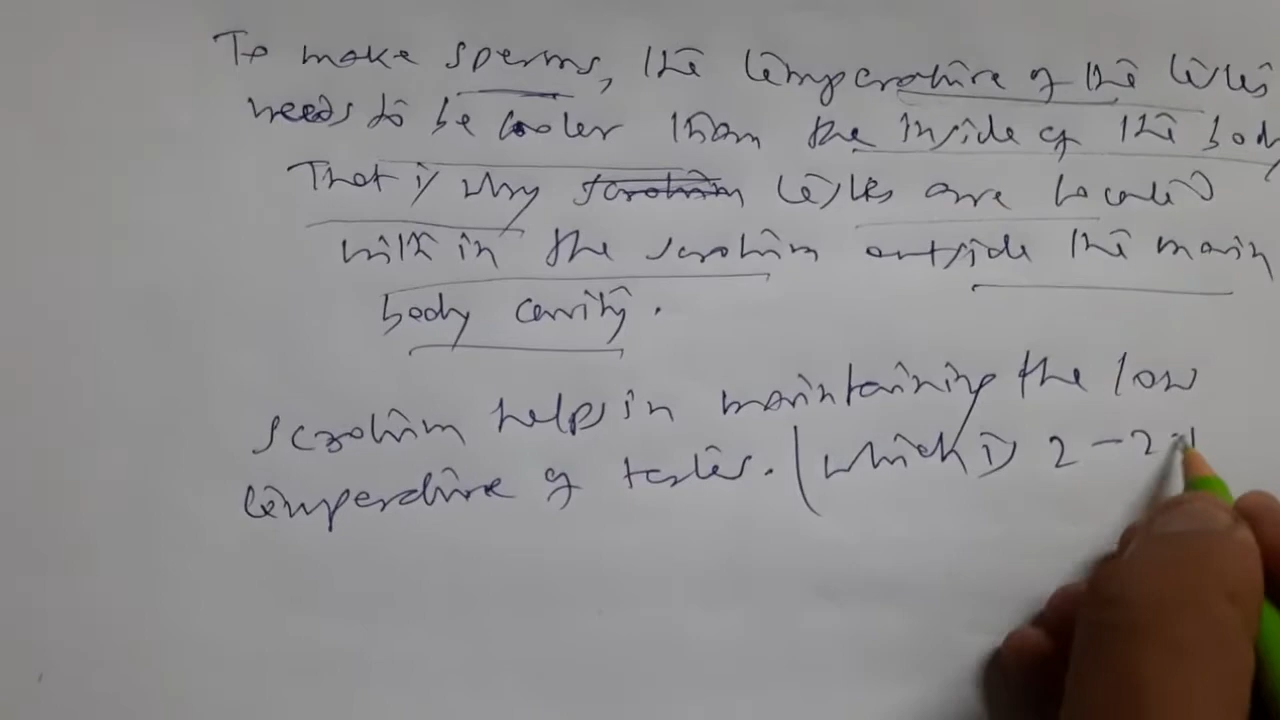 To make sperms, the temperature of the testes
needs to be cooler than the inside of the body
That is why scrotum testes are located
with in the scrotum outside the main
body cavity.
scrotum helps in maintaining the low
temperature of testes. (which is 2-2